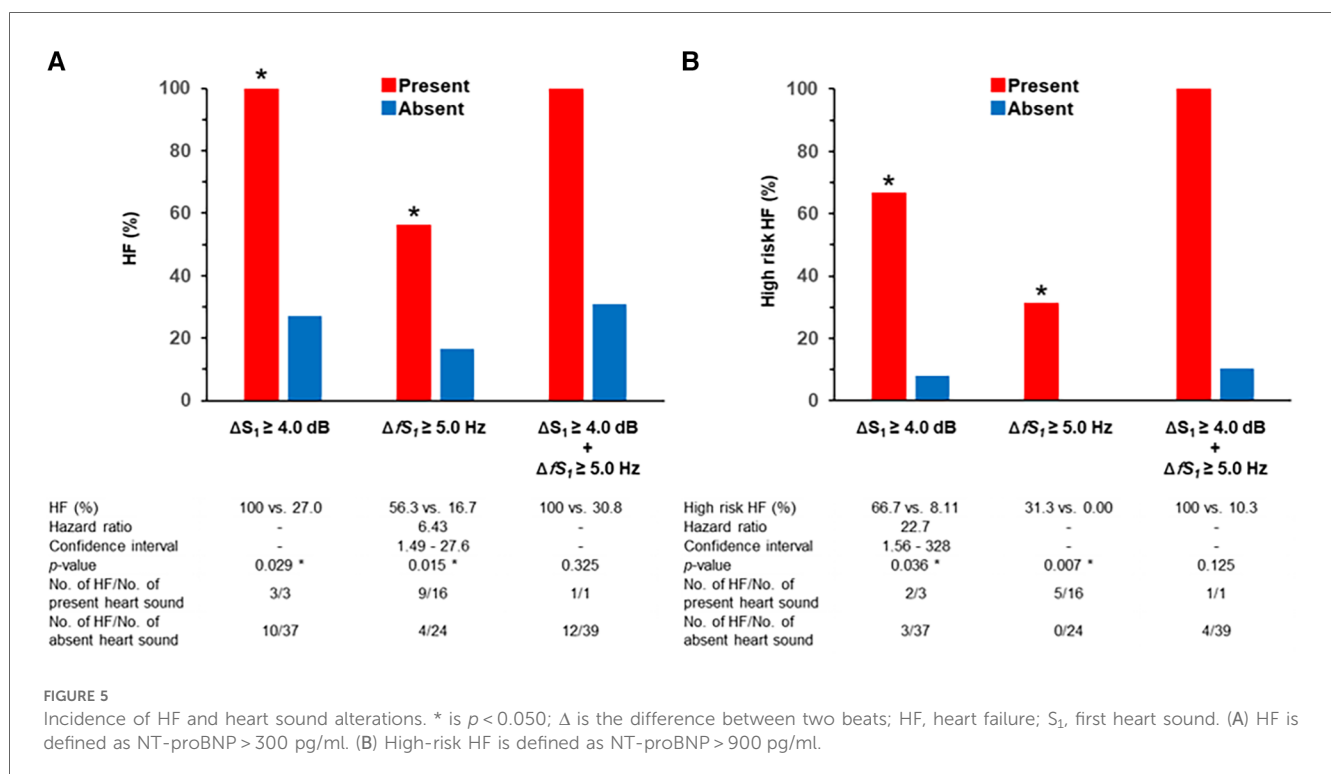 A
Present
Absent
100
80
60
40
20
0
HF (%)
*
*
ΔS₁ ≥ 4.0 dB
ΔfS₁ ≥ 5.0 Hz
ΔS₁ ≥ 4.0 dB
+
ΔfS₁ ≥ 5.0 Hz
HF (%) 100 vs. 27.0 56.3 vs. 16.7 100 vs. 30.8
Hazard ratio - 6.43 -
Confidence interval - 1.49 - 27.6 -
p-value 0.029 * 0.015 * 0.325
No. of HF/No. of
present heart sound 3/3 9/16 1/1
No. of HF/No. of
absent heart sound 10/37 4/24 12/39
B
Present
Absent
100
80
60
40
20
0
High risk HF (%)
*
*
ΔS₁ ≥ 4.0 dB
ΔfS₁ ≥ 5.0 Hz
ΔS₁ ≥ 4.0 dB
+
ΔfS₁ ≥ 5.0 Hz
High risk HF (%) 66.7 vs. 8.11 31.3 vs. 0.00 100 vs. 10.3
Hazard ratio 22.7 - -
Confidence interval 1.56 - 328 - -
p-value 0.036 * 0.007 * 0.125
No. of HF/No. of
present heart sound 2/3 5/16 1/1
No. of HF/No. of
absent heart sound 3/37 0/24 4/39
FIGURE 5
Incidence of HF and heart sound alterations. * is p < 0.050; Δ is the difference between two beats; HF, heart failure; S₁, first heart sound. (A) HF is
defined as NT-proBNP > 300 pg/ml. (B) High-risk HF is defined as NT-proBNP > 900 pg/ml.